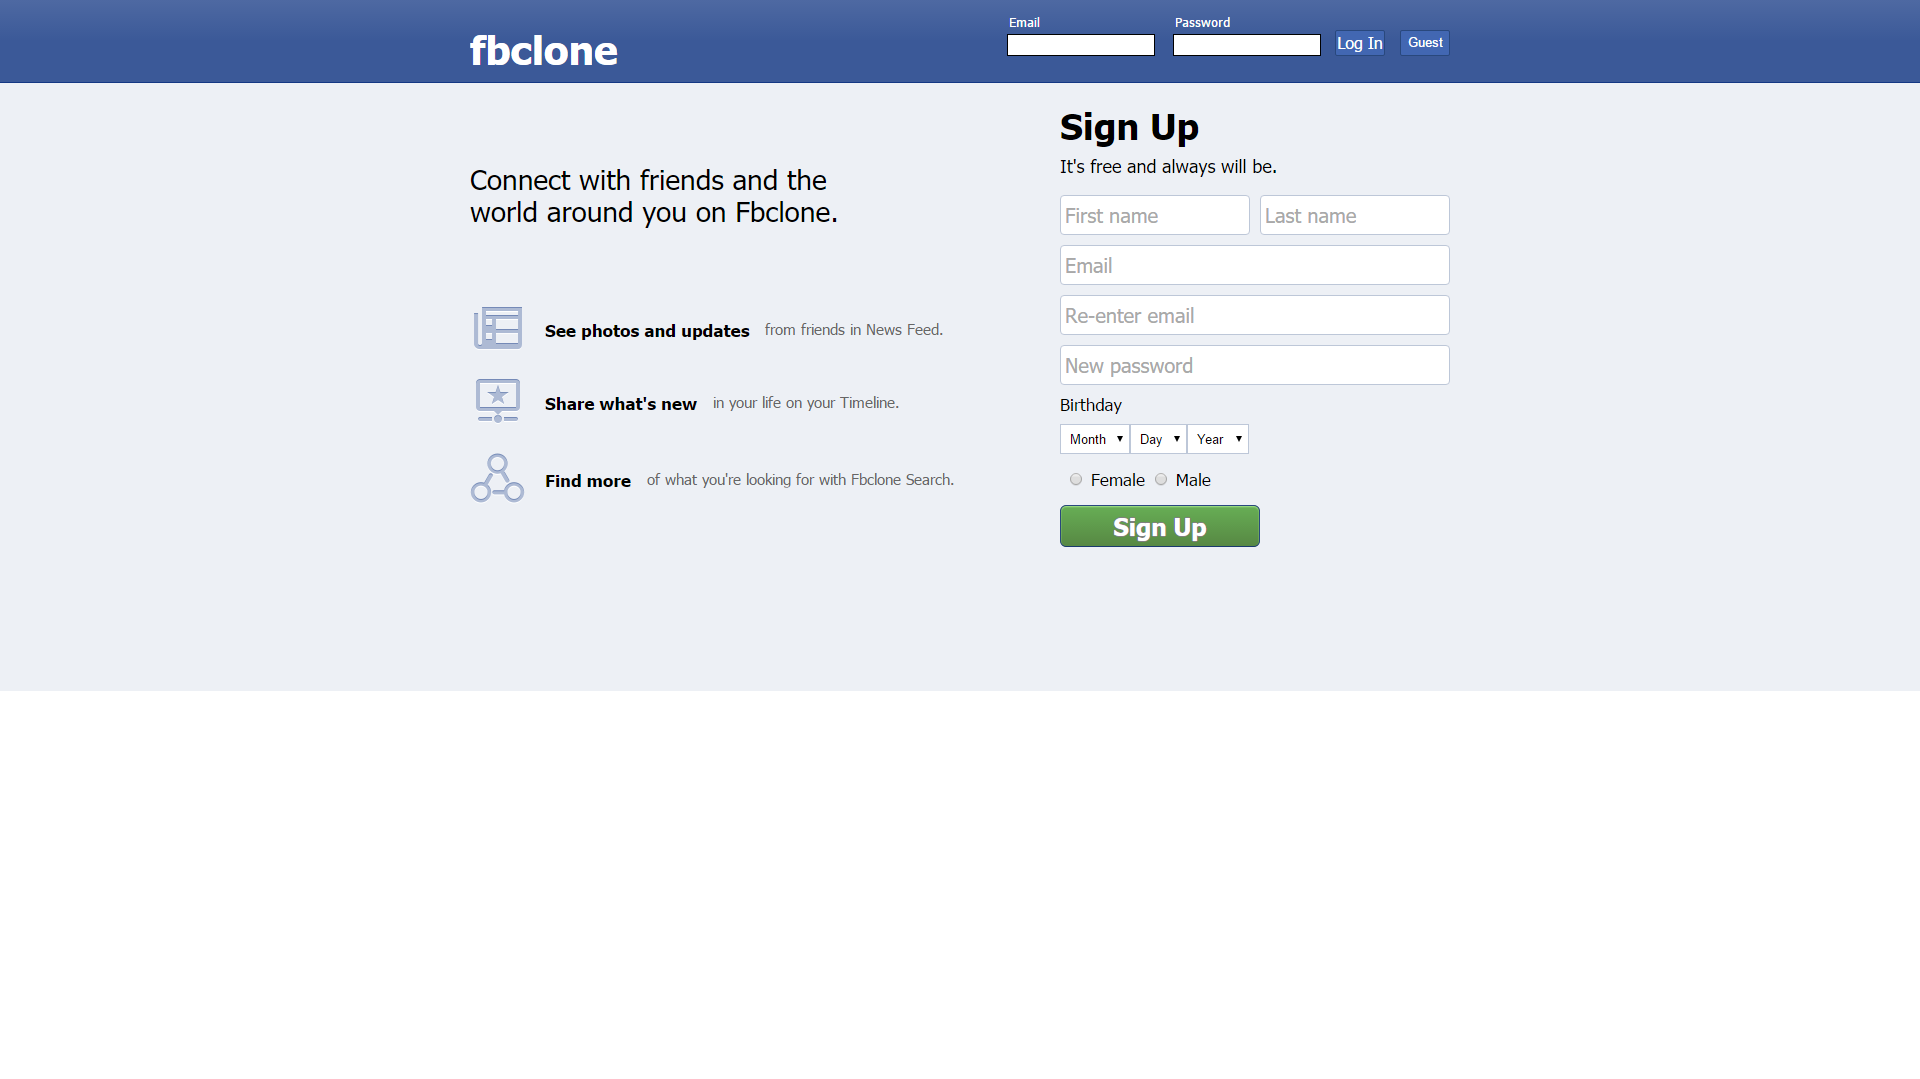 fbclone
Email
Password
Log In
Guest
Connect with friends and the
world around you on Fbclone.
See photos and updates from friends in News Feed.
Share what's new in your life on your Timeline.
Find more of what you're looking for with Fbclone Search.
Sign Up
It's free and always will be.
First name
Last name
Email
Re-enter email
New password
Birthday
Month Day Year
Female Male
Sign Up